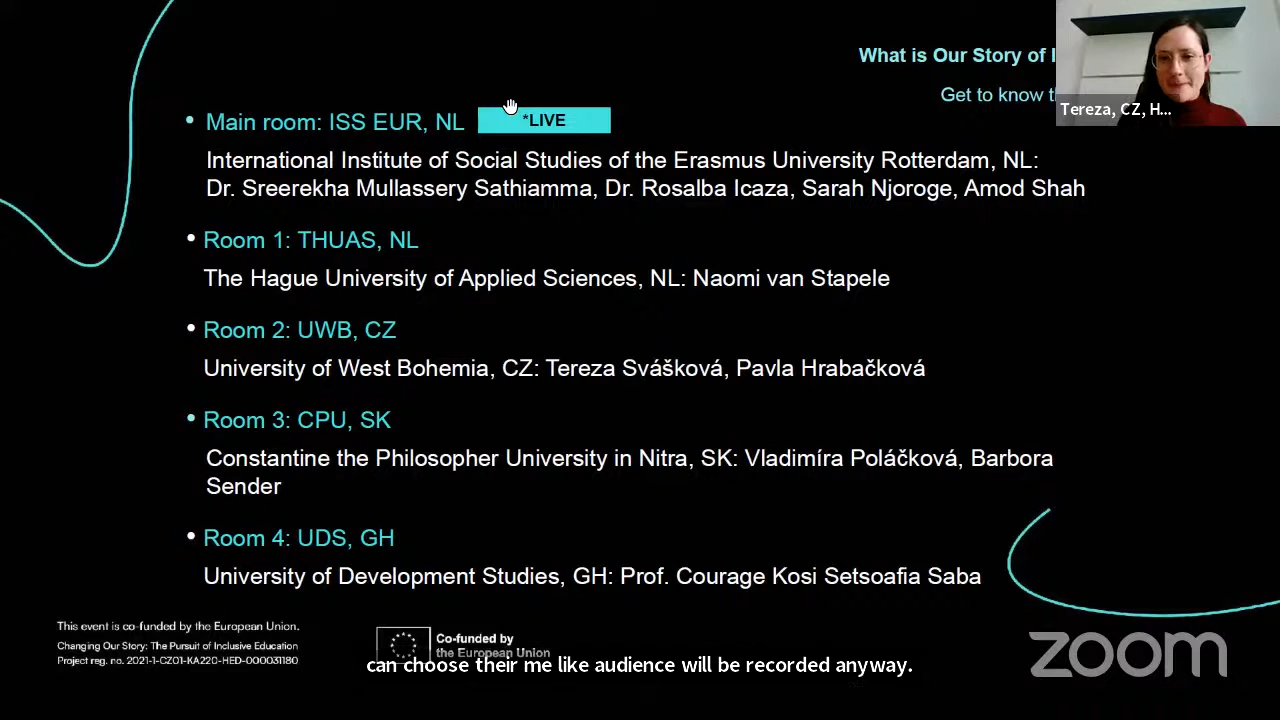 What is Our Story of
Get to know
Tereza, CZ, H...
• Main room: ISS EUR, NL
*LIVE
International Institute of Social Studies of the Erasmus University Rotterdam, NL:
Dr. Sreerekha Mullassery Sathiamma, Dr. Rosalba Icaza, Sarah Njoroge, Amod Shah
• Room 1: THUAS, NL
The Hague University of Applied Sciences, NL: Naomi van Stapele
• Room 2: UWB, CZ
University of West Bohemia, CZ: Tereza Svášková, Pavla Hrabačková
• Room 3: CPU, SK
Constantine the Philosopher University in Nitra, SK: Vladimíra Poláčková, Barbora
Sender
• Room 4: UDS, GH
University of Development Studies, GH: Prof. Courage Kosi Setsoafia Saba
This event is co-funded by the European Union.
Changing Our Story: The Pursuit of Inclusive Education
Project reg. no. 2021-1-CZ01-KA220-HED-000031180
Co-funded by
the European Union
can choose their me like audience will be recorded anyway.
zoom